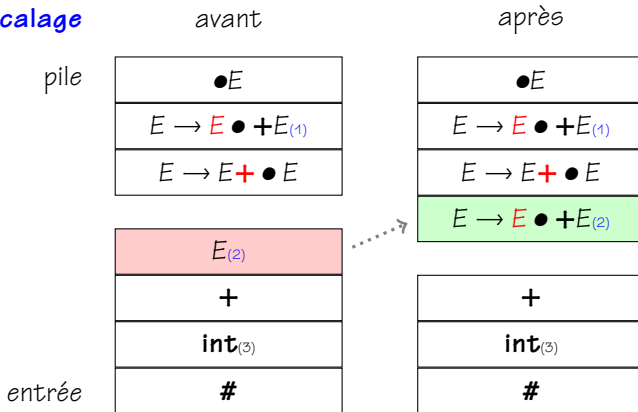 calage avant après
pile ●E ●E
E → E ● +E(1) E → E ● +E(1)
E → E+ ● E E → E+ ● E
E → E ● +E(2)
E(2)
+ +
int(3) int(3)
entrée # #